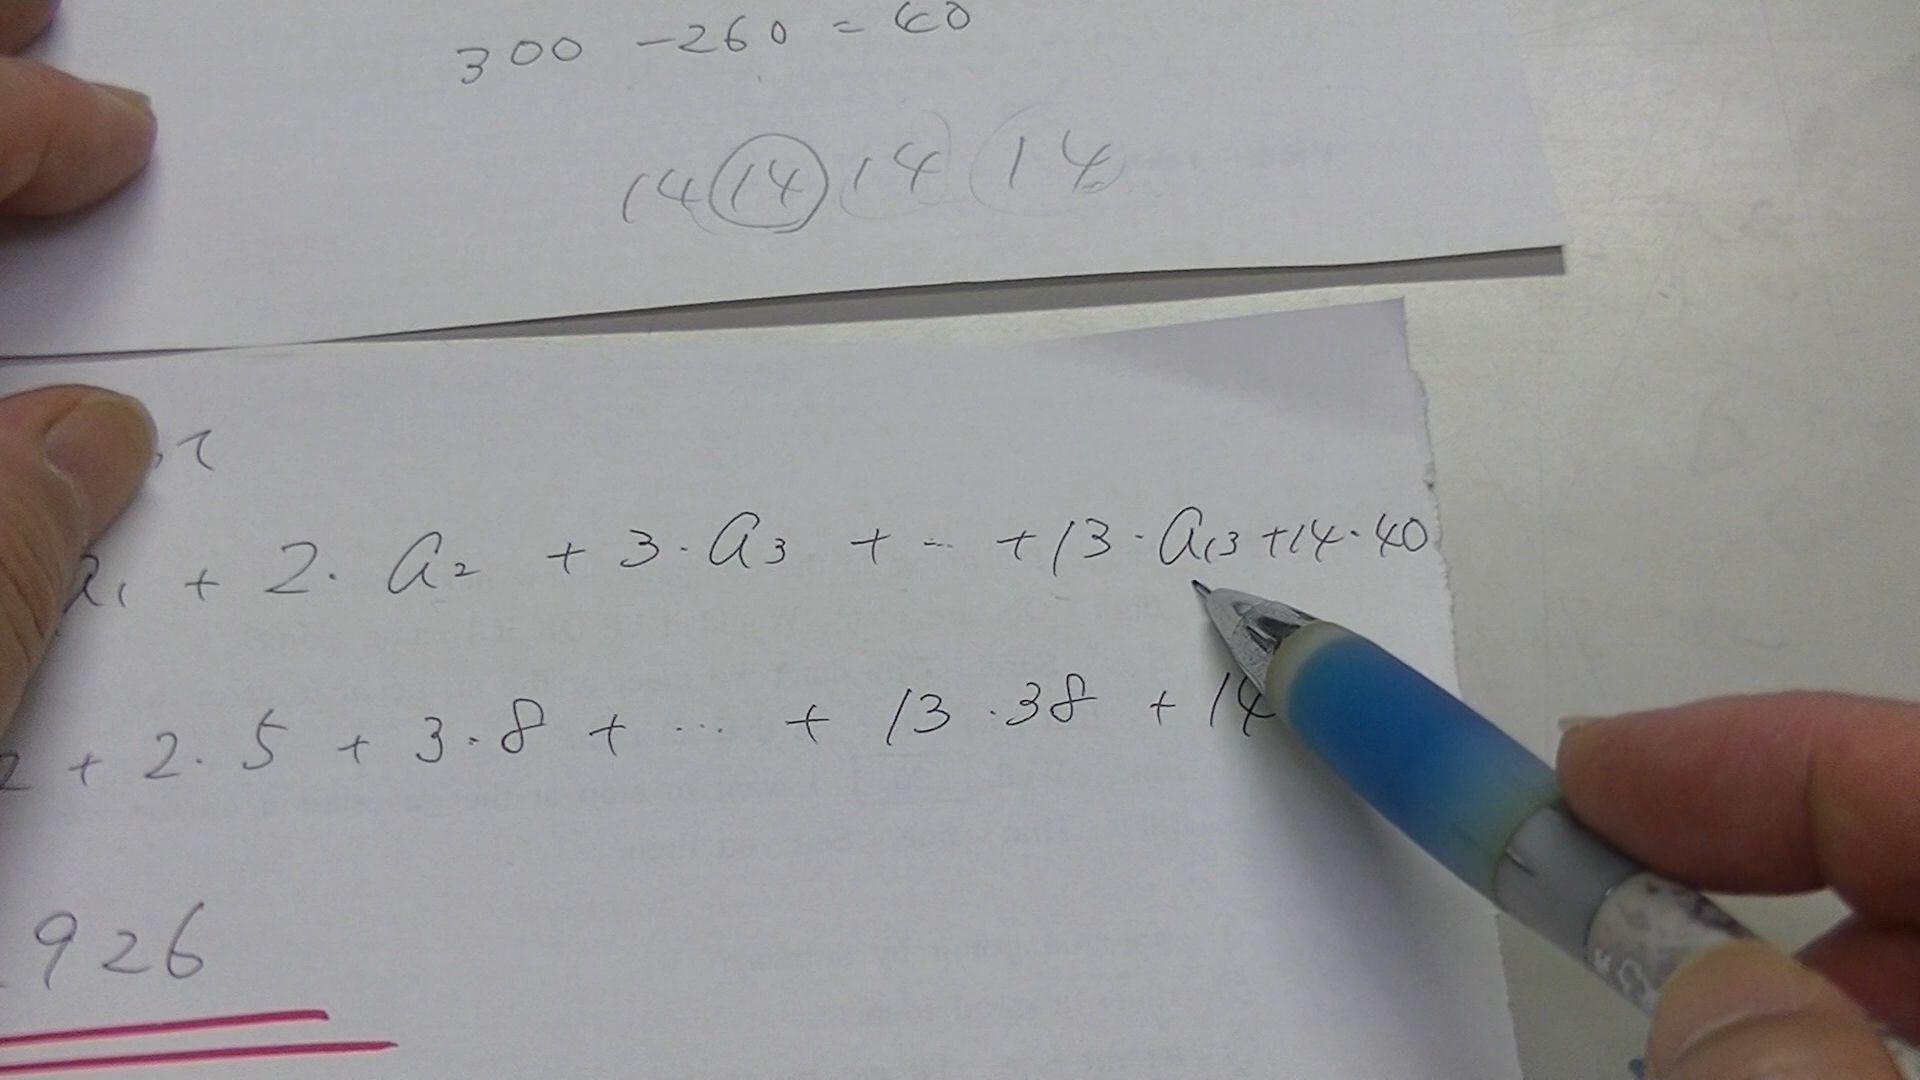 300 - 260 = 40
14 14 14 14
a₁ + 2 · a₂ + 3 · a₃ + ... + 13 · a₁₃ + 14 · 40
2 + 2 · 5 + 3 · 8 + ... + 13 · 38 + 14
926